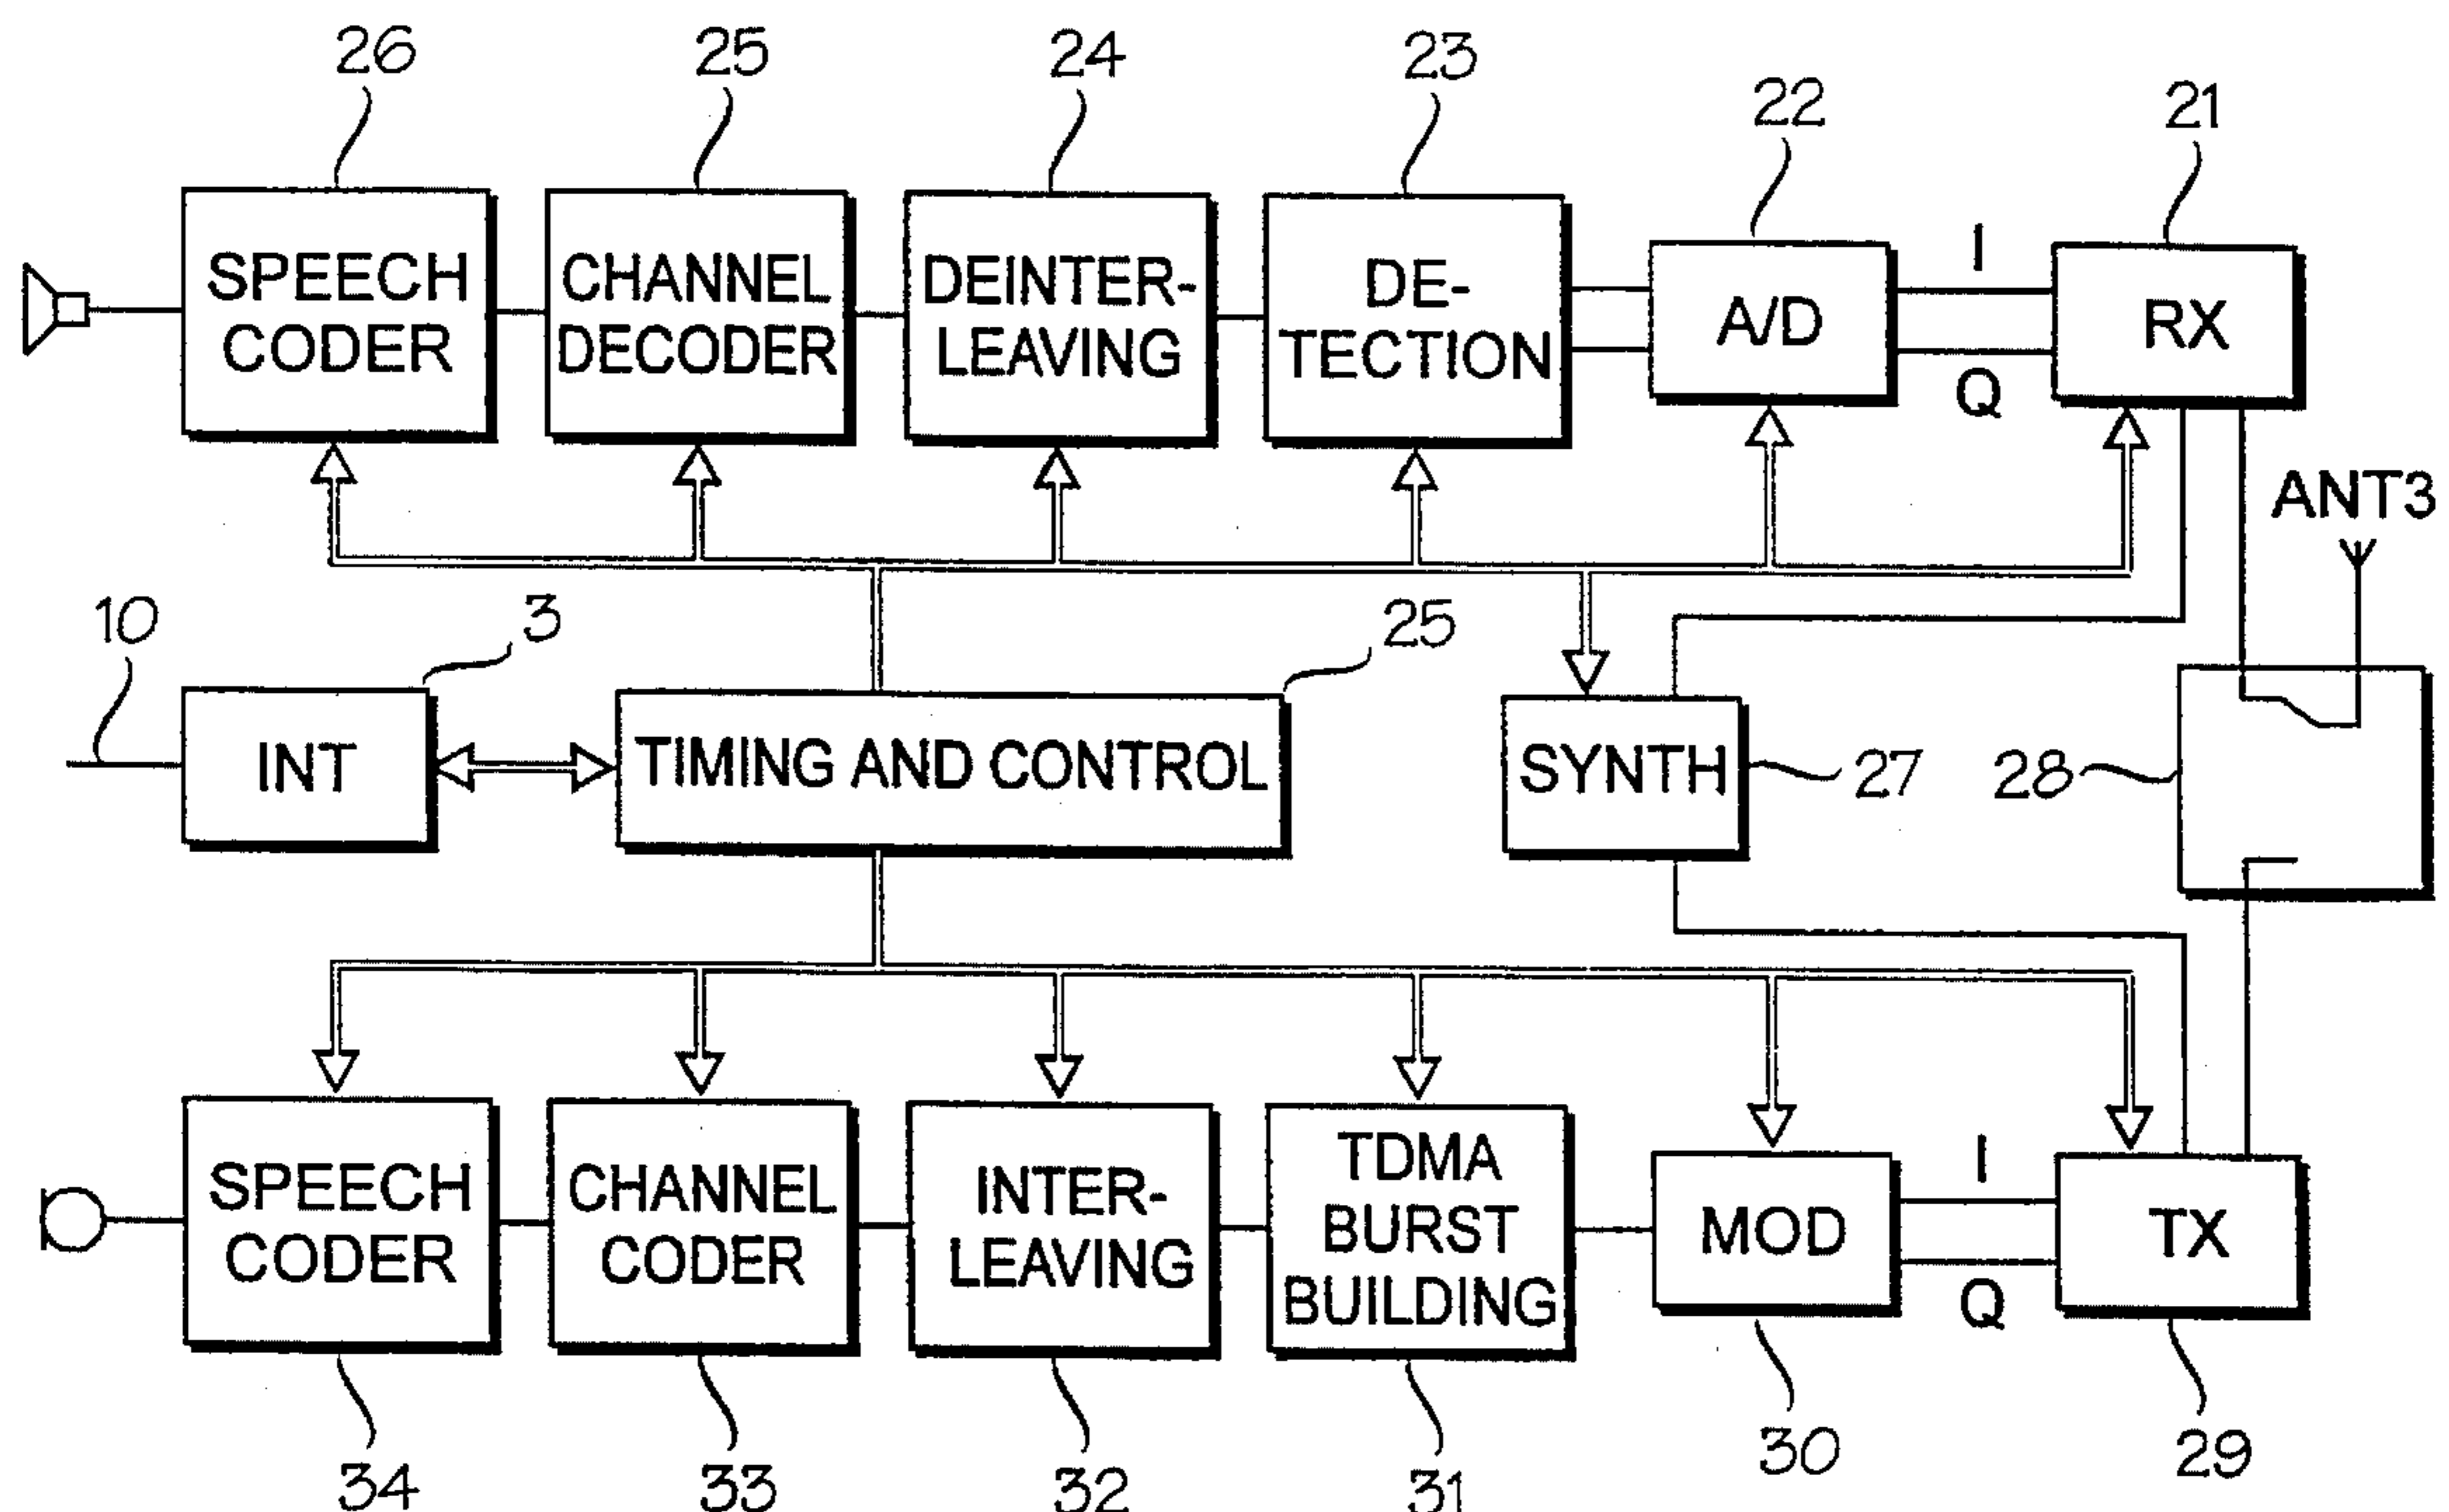 26
25
24
23
22
21
SPEECH
CODER
CHANNEL
DECODER
DEINTER-
LEAVING
DE-
TECTION
A/D
I
Q
RX
ANT3
10
3
25
INT
TIMING AND CONTROL
SYNTH
27
28
SPEECH
CODER
CHANNEL
CODER
INTER-
LEAVING
TDMA
BURST
BUILDING
MOD
I
Q
TX
34
33
32
31
30
29